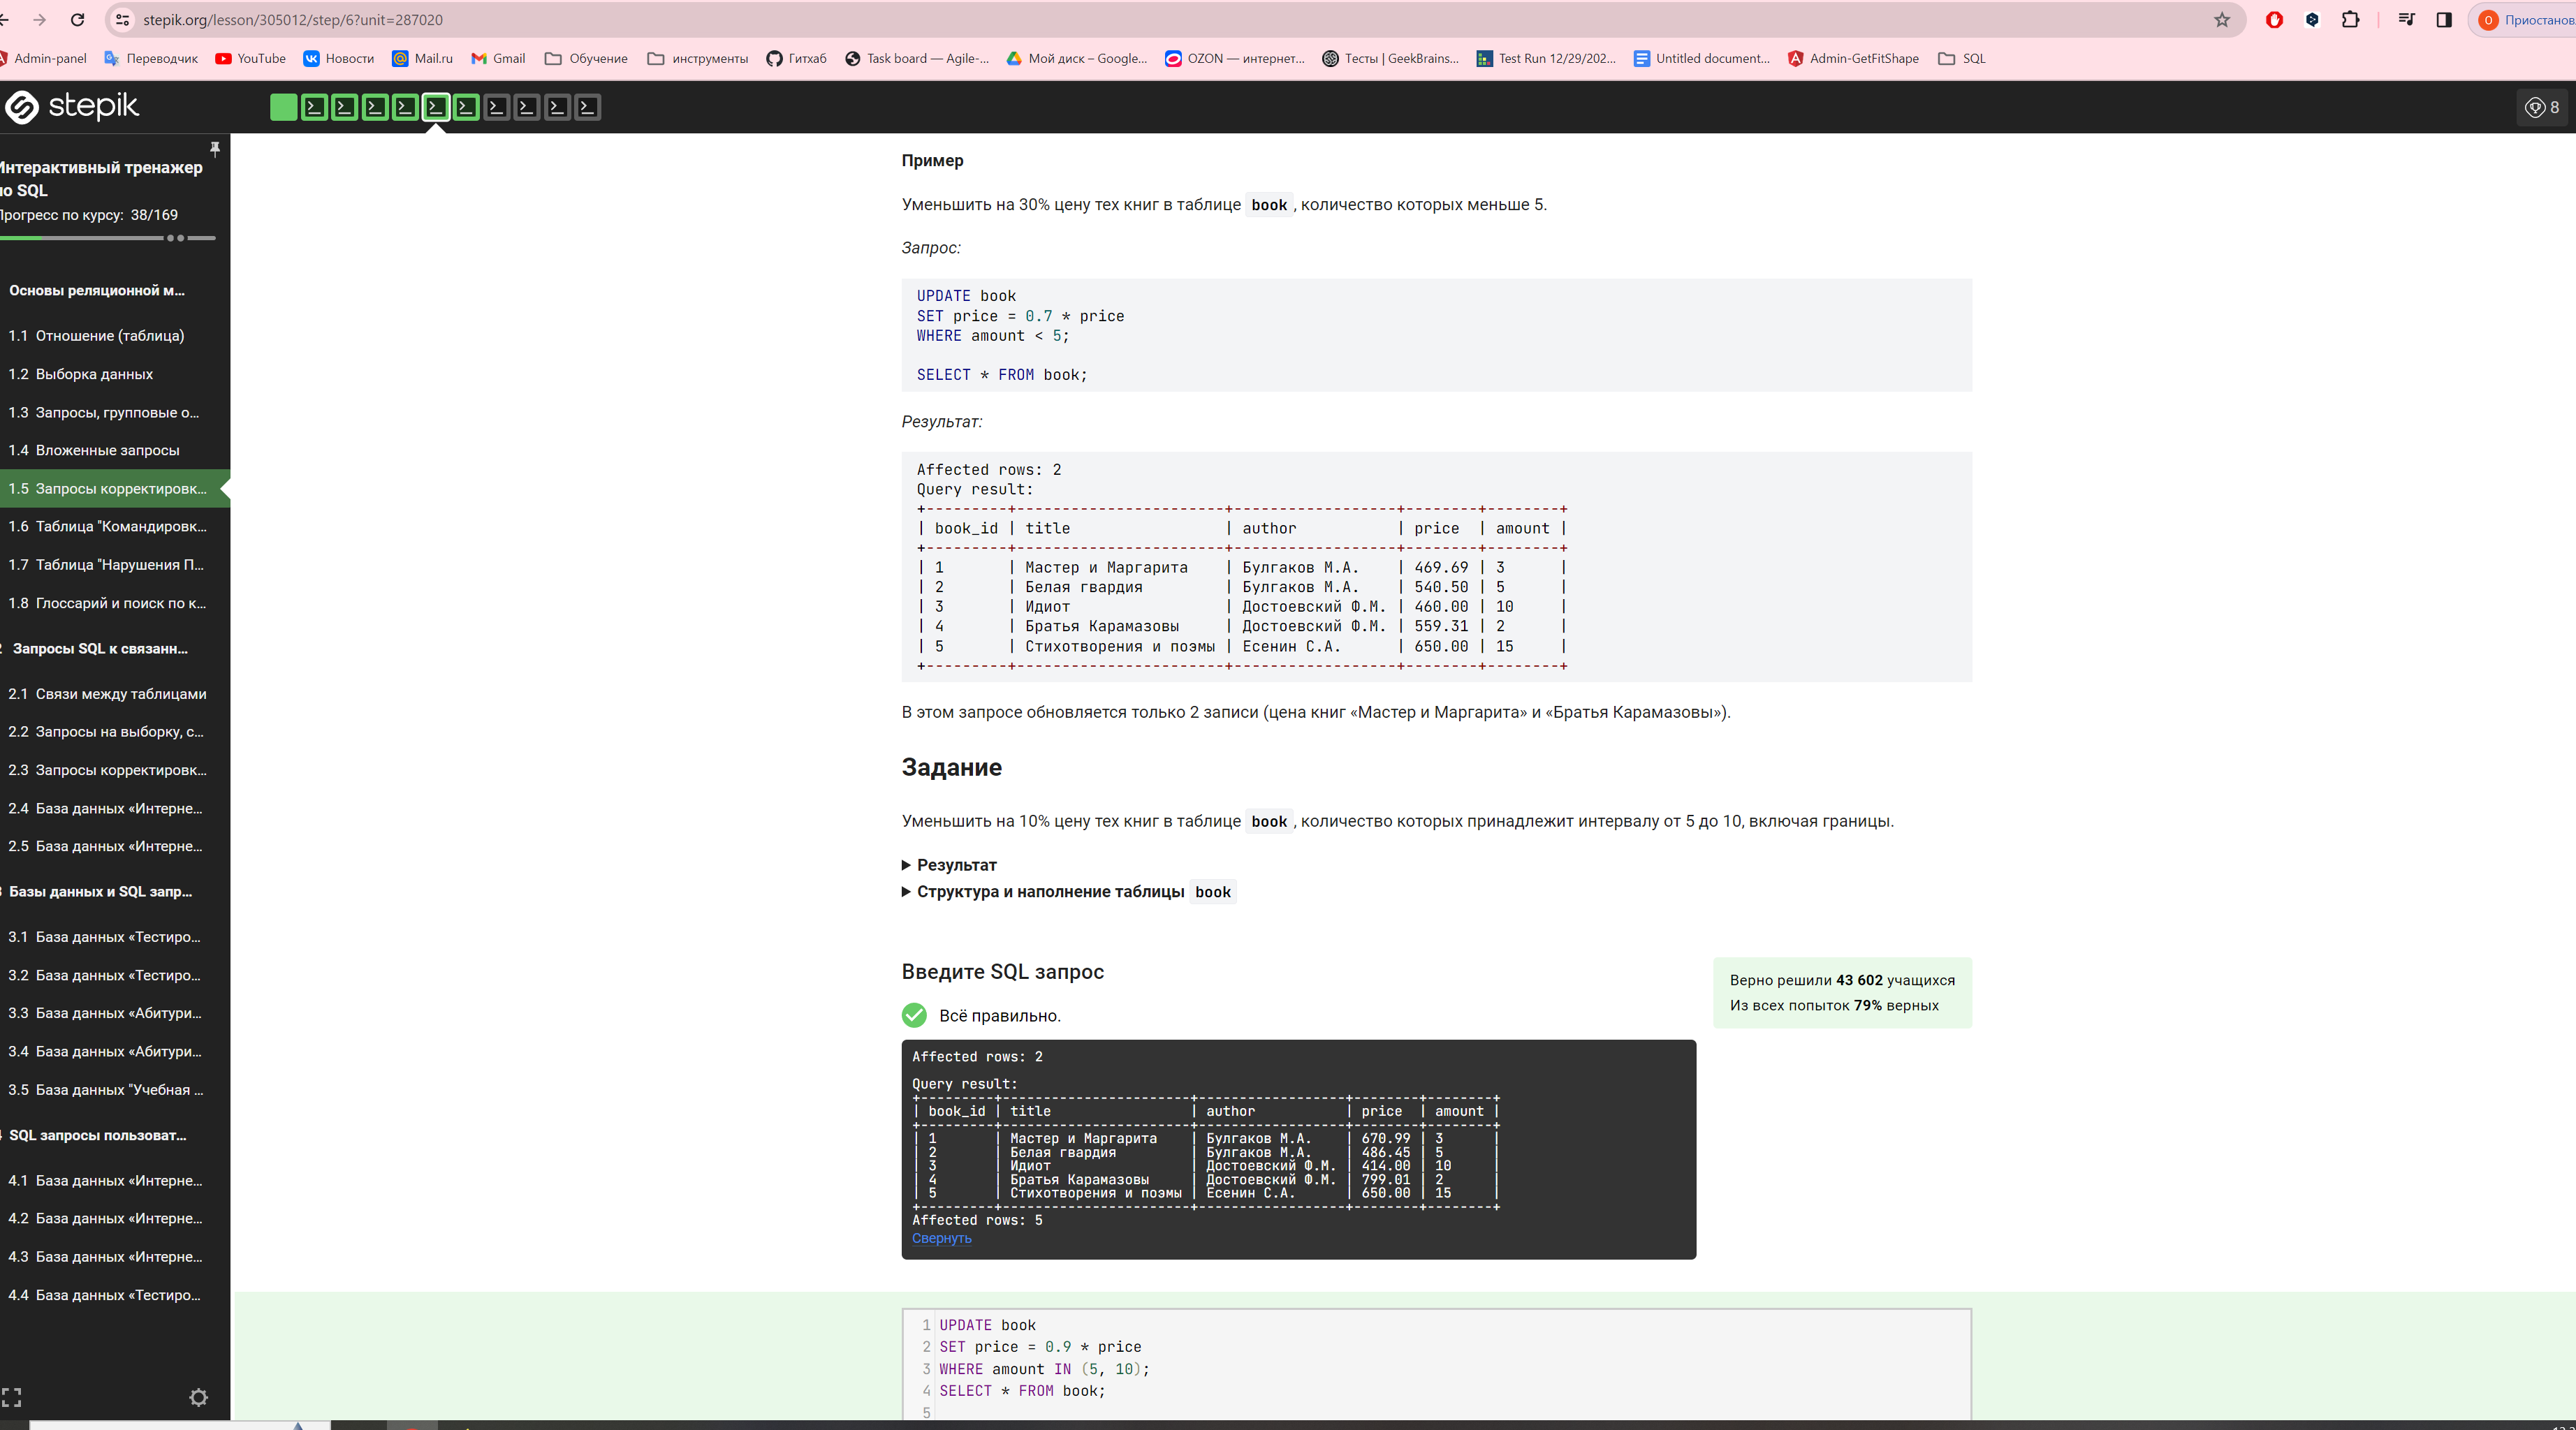 stepik.org/lesson/305012/step/6?unit=287020
Приостанов
Admin-panel Переводчик YouTube Новости Mail.ru Gmail Обучение инструменты Гитхаб Task board — Agile-... Мой диск – Google... OZON — интернет... Тесты | GeekBrains... Test Run 12/29/202... Untitled document... Admin-GetFitShape SQL
stepik
8
Интерактивный тренажер
по SQL
Прогресс по курсу: 38/169
Основы реляционной м...
1.1 Отношение (таблица)
1.2 Выборка данных
1.3 Запросы, групповые о...
1.4 Вложенные запросы
1.5 Запросы корректировк...
1.6 Таблица "Командировк...
1.7 Таблица "Нарушения П...
1.8 Глоссарий и поиск по к...
2 Запросы SQL к связанн...
2.1 Связи между таблицами
2.2 Запросы на выборку, с...
2.3 Запросы корректировк...
2.4 База данных «Интерне...
2.5 База данных «Интерне...
3 Базы данных и SQL запр...
3.1 База данных «Тестиро...
3.2 База данных «Тестиро...
3.3 База данных «Абитури...
3.4 База данных «Абитури...
3.5 База данных "Учебная ...
4 SQL запросы пользоват...
4.1 База данных «Интерне...
4.2 База данных «Интерне...
4.3 База данных «Интерне...
4.4 База данных «Тестиро...
Пример
Уменьшить на 30% цену тех книг в таблице book, количество которых меньше 5.
Запрос:
UPDATE book
SET price = 0.7 * price
WHERE amount < 5;
SELECT * FROM book;
Результат:
Affected rows: 2
Query result:
+---------+-----------------------+------------------+--------+--------+
| book_id | title                 | author           | price  | amount |
+---------+-----------------------+------------------+--------+--------+
| 1       | Мастер и Маргарита    | Булгаков М.А.    | 469.69 | 3      |
| 2       | Белая гвардия         | Булгаков М.А.    | 540.50 | 5      |
| 3       | Идиот                 | Достоевский Ф.М. | 460.00 | 10     |
| 4       | Братья Карамазовы     | Достоевский Ф.М. | 559.31 | 2      |
| 5       | Стихотворения и поэмы | Есенин С.А.      | 650.00 | 15     |
+---------+-----------------------+------------------+--------+--------+
В этом запросе обновляется только 2 записи (цена книг «Мастер и Маргарита» и «Братья Карамазовы»).
Задание
Уменьшить на 10% цену тех книг в таблице book, количество которых принадлежит интервалу от 5 до 10, включая границы.
Результат
Структура и наполнение таблицы book
Введите SQL запрос
Всё правильно.
Верно решили 43 602 учащихся
Из всех попыток 79% верных
Affected rows: 2
Query result:
+---------+-----------------------+------------------+--------+--------+
| book_id | title                 | author           | price  | amount |
+---------+-----------------------+------------------+--------+--------+
| 1       | Мастер и Маргарита    | Булгаков М.А.    | 670.99 | 3      |
| 2       | Белая гвардия         | Булгаков М.А.    | 486.45 | 5      |
| 3       | Идиот                 | Достоевский Ф.М. | 414.00 | 10     |
| 4       | Братья Карамазовы     | Достоевский Ф.М. | 799.01 | 2      |
| 5       | Стихотворения и поэмы | Есенин С.А.      | 650.00 | 15     |
+---------+-----------------------+------------------+--------+--------+
Affected rows: 5
Свернуть
1 UPDATE book
2 SET price = 0.9 * price
3 WHERE amount IN (5, 10);
4 SELECT * FROM book;
5